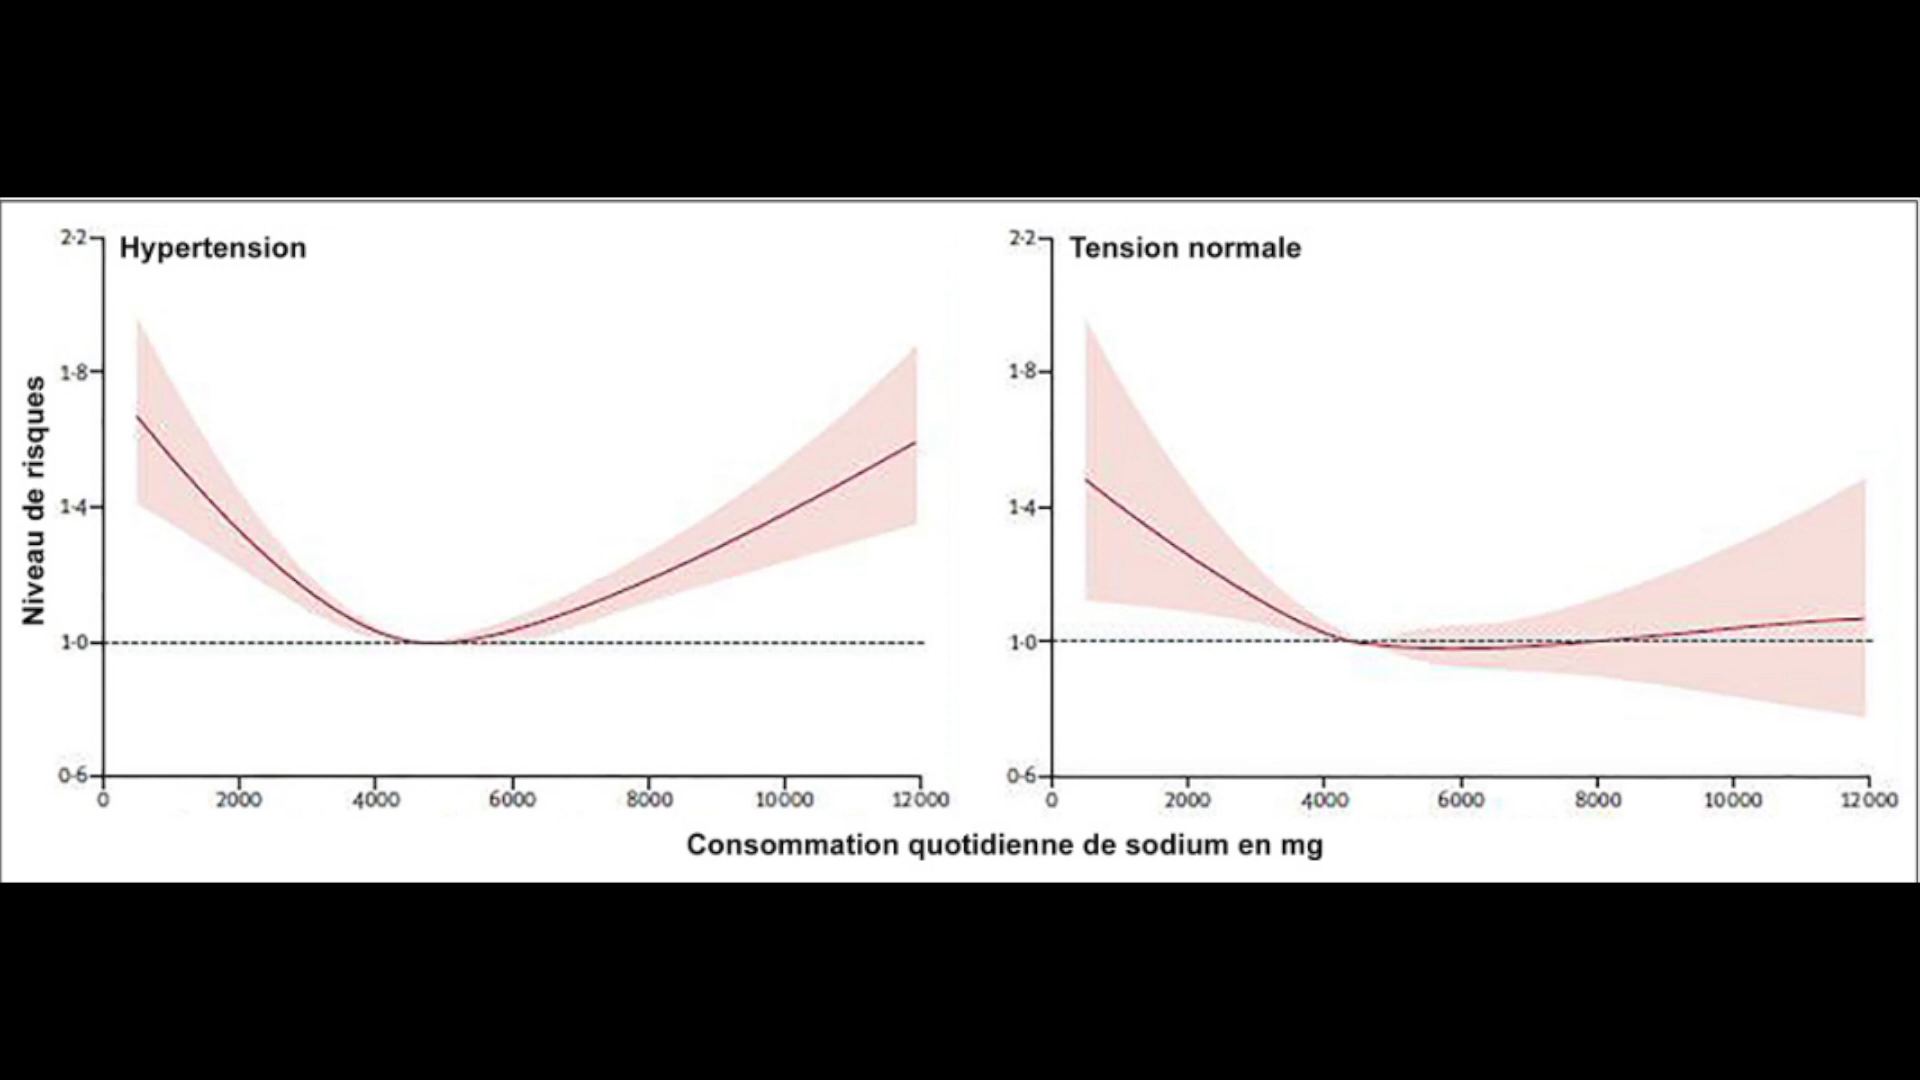 Hypertension
Niveau de risques
2·2
1·8
1·4
1·0
0·6
0 2000 4000 6000 8000 10000 12000
Tension normale
2·2
1·8
1·4
1·0
0·6
0 2000 4000 6000 8000 10000 12000
Consommation quotidienne de sodium en mg